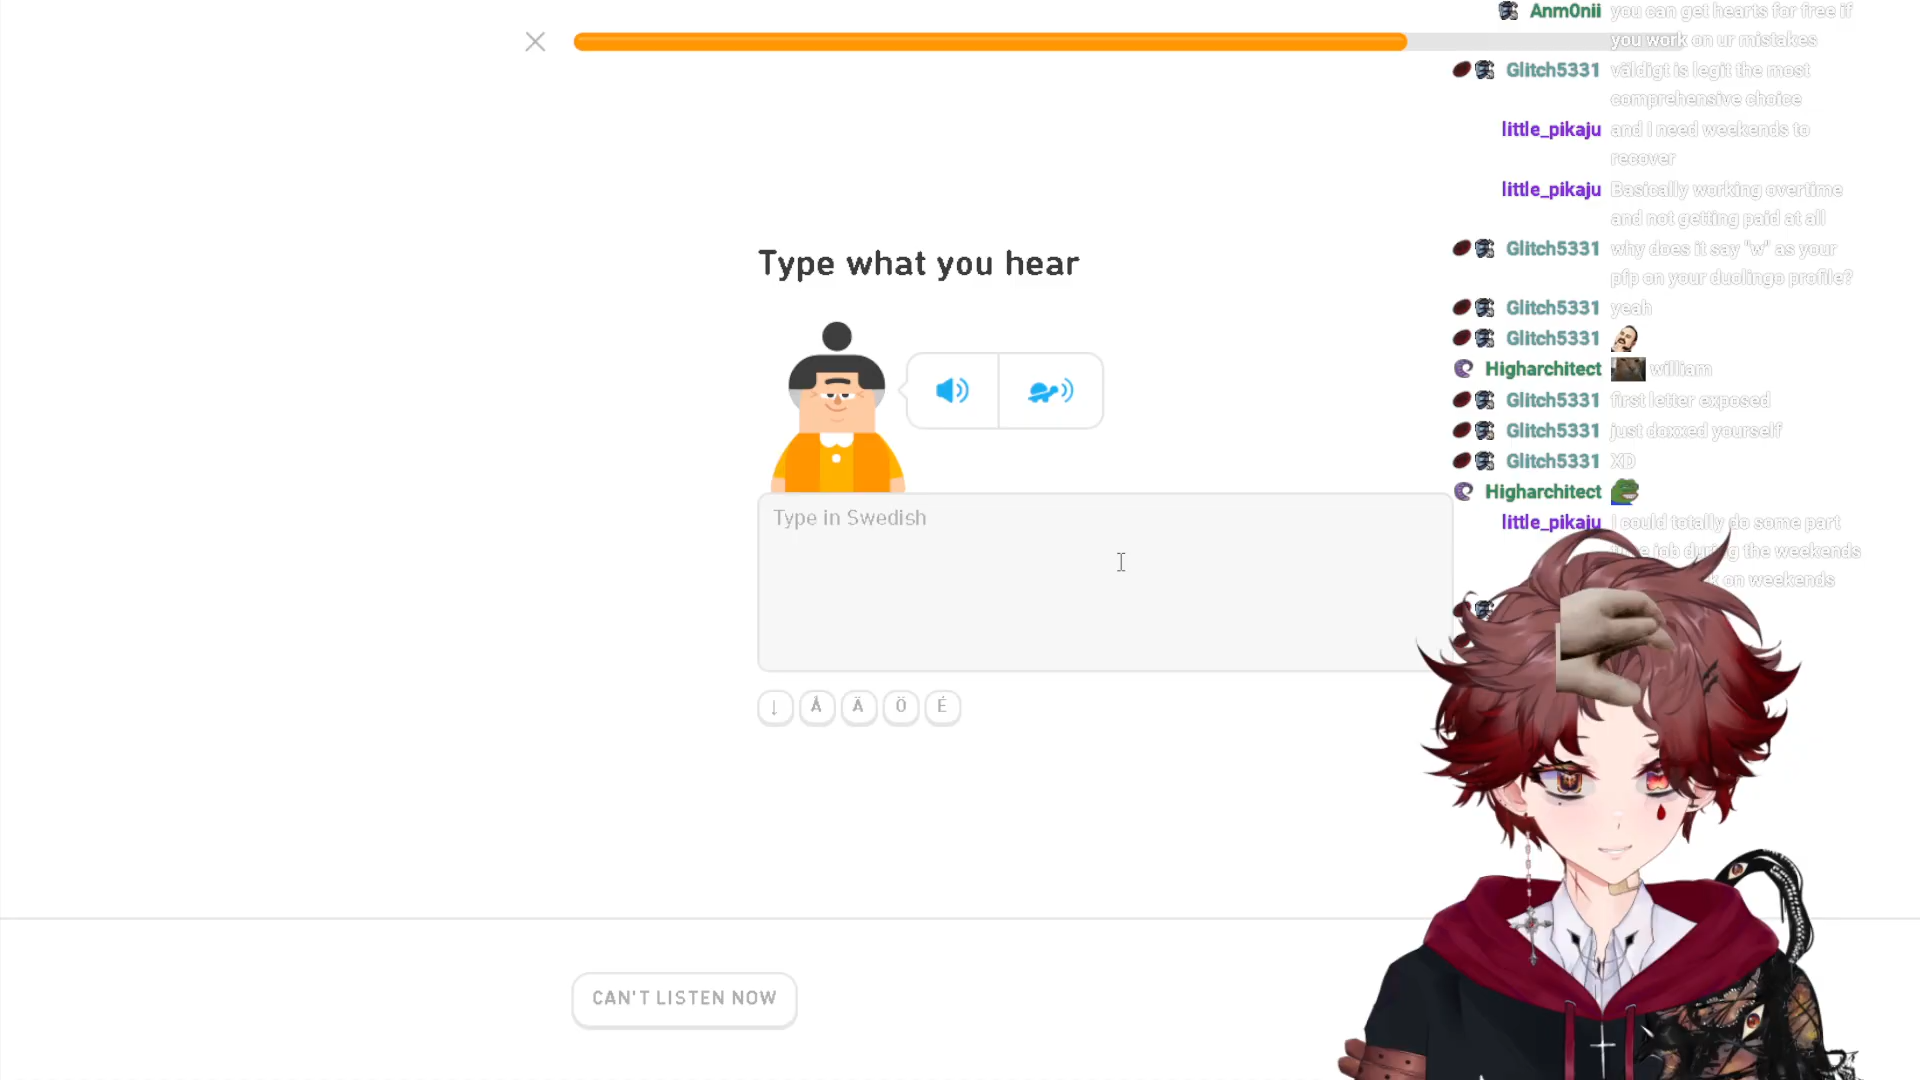 Type what you hear
Type in Swedish
↓ Å Ä Ö É
CAN'T LISTEN NOW
Anm0nii you can get hearts for free if
you work on ur mistakes
Glitch5331 väldigt is legit the most
comprehensive choice
little_pikaju and I need weekends to
recover
little_pikaju Basically working overtime
and not getting paid at all
Glitch5331 why does it say "w" as your
pfp on your duolingo profile?
Glitch5331 yeah
Glitch5331
Higharchitect william
Glitch5331 first letter exposed
Glitch5331 just doxxed yourself
Glitch5331 XD
Higharchitect
little_pikaju I could totally do some part
job during the weekends
on weekends